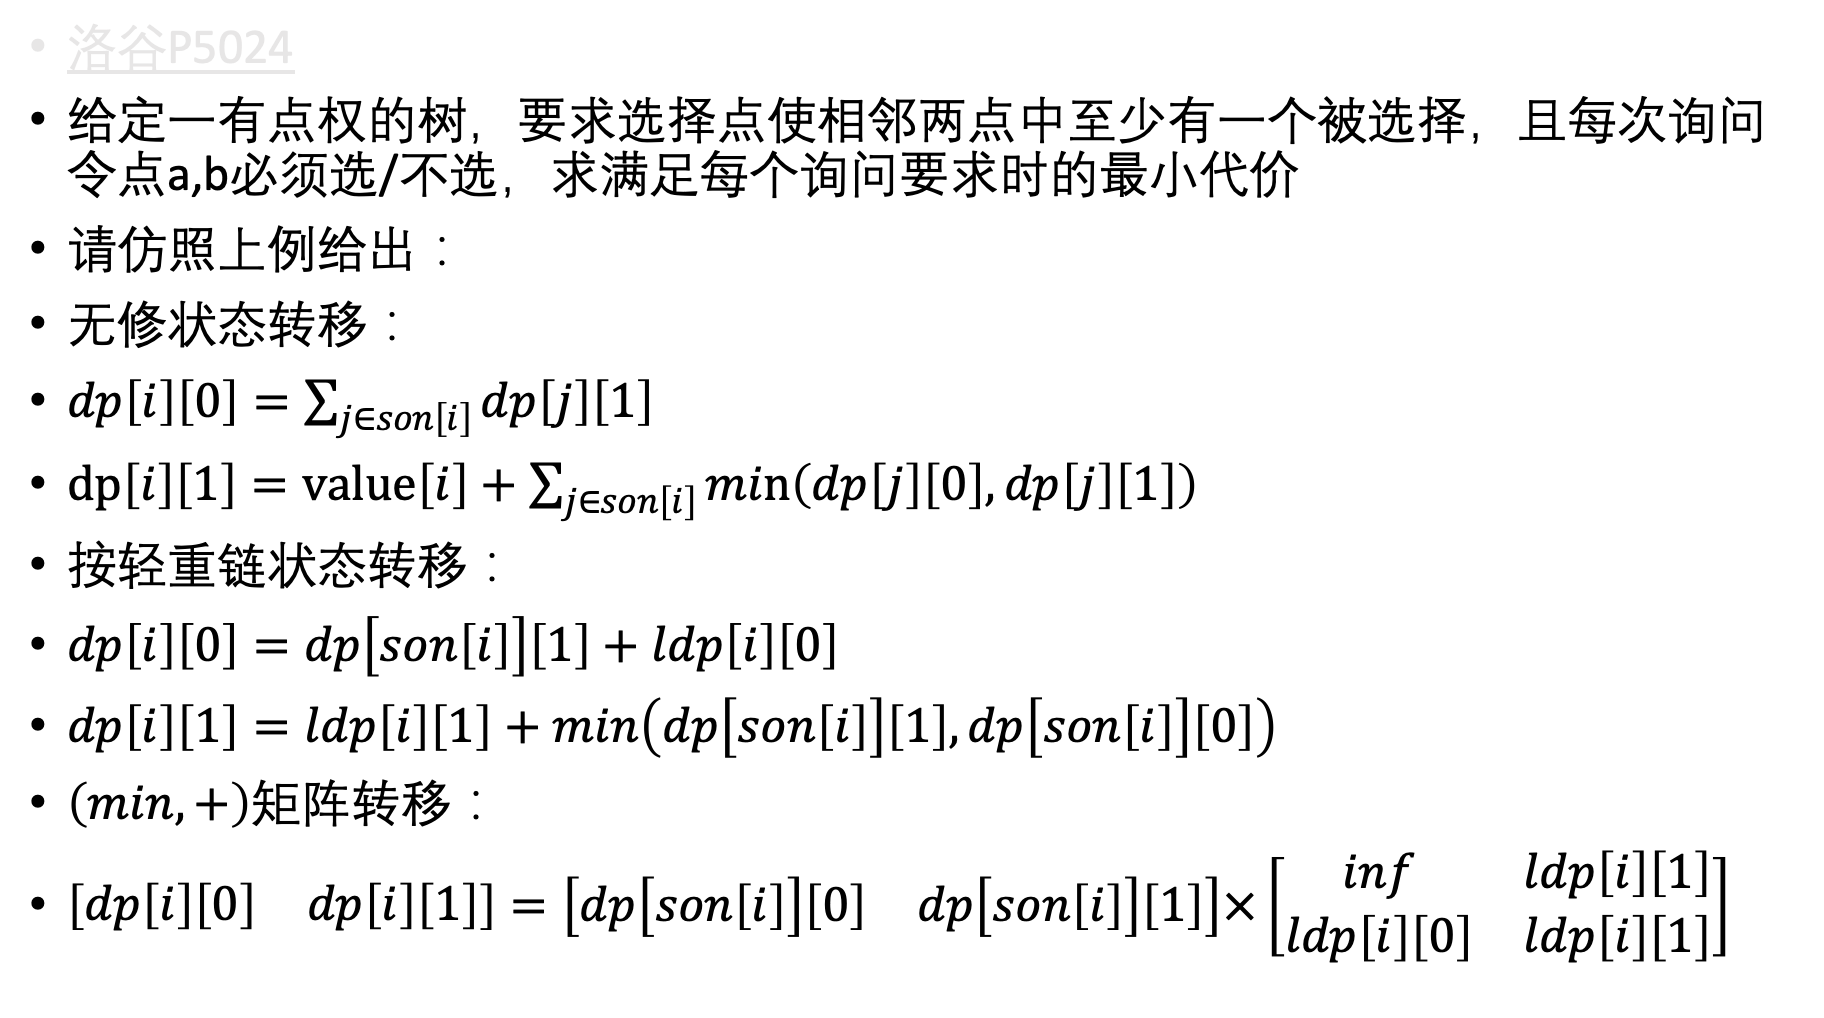 • 洛谷P5024
• 给定一有点权的树，要求选择点使相邻两点中至少有一个被选择，且每次询问
令点a,b必须选/不选，求满足每个询问要求时的最小代价
• 请仿照上例给出：
• 无修状态转移：
• dp[i][0] = ∑_{j∈son[i]} dp[j][1]
• dp[i][1] = value[i] + ∑_{j∈son[i]} min(dp[j][0], dp[j][1])
• 按轻重链状态转移：
• dp[i][0] = dp[son[i]][1] + ldp[i][0]
• dp[i][1] = ldp[i][1] + min(dp[son[i]][1], dp[son[i]][0])
• (min, +)矩阵转移：
• [dp[i][0] dp[i][1]] = [dp[son[i]][0] dp[son[i]][1]] × [inf ldp[i][1]
ldp[i][0] ldp[i][1]]